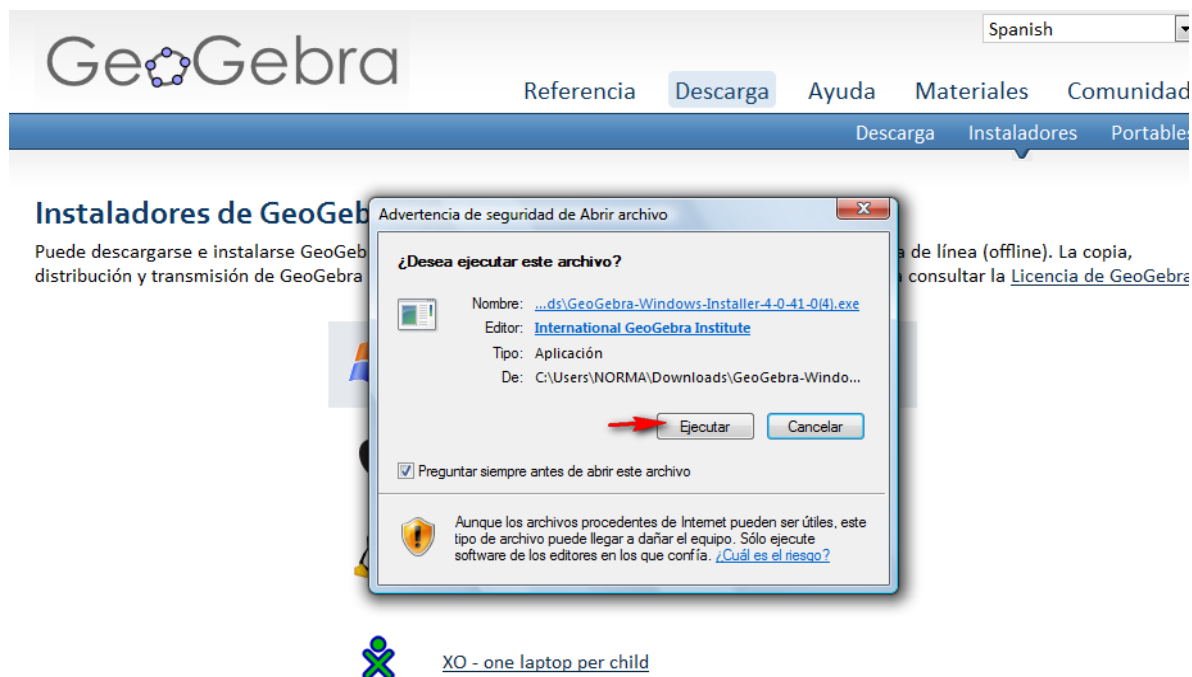 Spanish
GeoGebra
Referencia Descarga Ayuda Materiales Comunidad
Descarga Instaladores Portables
Instaladores de GeoGeb
Puede descargarse e instalarse GeoGeb a de línea (offline). La copia,
distribución y transmisión de GeoGebra consultar la Licencia de GeoGebra
Advertencia de seguridad de Abrir archivo
¿Desea ejecutar este archivo?
Nombre: ...ds\GeoGebra-Windows-Installer-4-0-41-0(4).exe
Editor: International GeoGebra Institute
Tipo: Aplicación
De: C:\Users\NORMA\Downloads\GeoGebra-Windo...
Ejecutar Cancelar
Preguntar siempre antes de abrir este archivo
Aunque los archivos procedentes de Internet pueden ser útiles, este
tipo de archivo puede llegar a dañar el equipo. Sólo ejecute
software de los editores en los que confía. ¿Cuál es el riesgo?
XO - one laptop per child